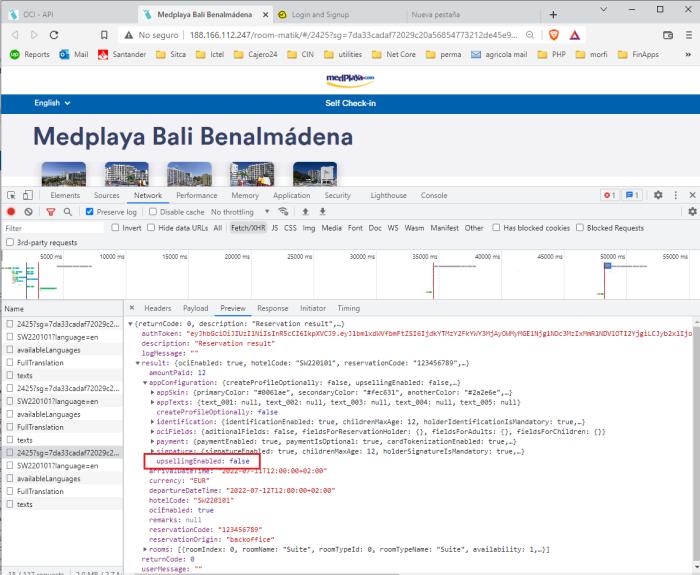 OCI - API
Medplaya Bali Benalmádena
Login and Signup
Nueva pestaña
No seguro
188.166.112.247/room-matik/#/2425?sg=7da33cadaf72029c20a56854773212de45e9...
Reports Mail Santander Sitca Ictel Cajero24 CIN utilities Net Core perma agricola mail PHP morfi FinApps
medplaya.com
English
Self Check-in
Medplaya Bali Benalmádena
Elements Sources Network Performance Memory Application Security Lighthouse Console 1 1
Preserve log Disable cache No throttling
Filter Invert Hide data URLs All Fetch/XHR JS CSS Img Media Font Doc WS Wasm Manifest Other Has blocked cookies Blocked Requests
3rd-party requests
5000 ms 10000 ms 15000 ms 20000 ms 25000 ms 30000 ms 35000 ms 40000 ms 45000 ms 50000 ms 55000 ms
Name
2425?sg=7da33cadaf72029c2...
SW220101?language=en
availableLanguages
FullTranslation
texts
2425?sg=7da33cadaf72029c2...
SW220101?language=en
availableLanguages
FullTranslation
texts
2425?sg=7da33cadaf72029c2...
SW220101?language=en
availableLanguages
FullTranslation
texts
Headers Payload Preview Response Initiator Timing
{returnCode: 0, description: "Reservation result",…}
description: "Reservation result"
logMessage: ""
result: {ociEnabled: true, hotelCode: "SW220101", reservationCode: "123456789",…}
amountPaid: 12
appConfiguration: {createProfileOptionally: false, upsellingEnabled: false,…}
appSkin: {primaryColor: "#006lae", secondaryColor: "#fec631", anotherColor: "#2a2e6e",…}
appTexts: {text_001: null, text_002: null, text_003: null, text_004: null, text_005: null}
createProfileOptionally: false
identification: {identificationEnabled: true, childrenMaxAge: 12, holderIdentificationIsMandatory: true,…}
ociFields: {aditionalFields: false, fieldsForReservationHolder: {}, fieldsForAdults: {}, fieldsForChildren: {}}
payment: {paymentEnabled: true, paymentIsOptional: true, cardTokenizationEnabled: true,…}
signature: {signatureEnabled: true, childrenMaxAge: 12, holderSignatureIsMandatory: true,…}
upsellingEnabled: false
arrivalDateTime: "2022-07-11T12:00:00+02:00"
currency: "EUR"
departureDateTime: "2022-07-12T12:00:00+02:00"
hotelCode: "SW220101"
ociEnabled: true
remarks: null
reservationCode: "123456789"
reservationOrigin: "backoffice"
rooms: [{roomIndex: 0, roomName: "Suite", roomTypeId: 0, roomTypeName: "Suite", availability: 1,…}]
returnCode: 0
userMessage: ""